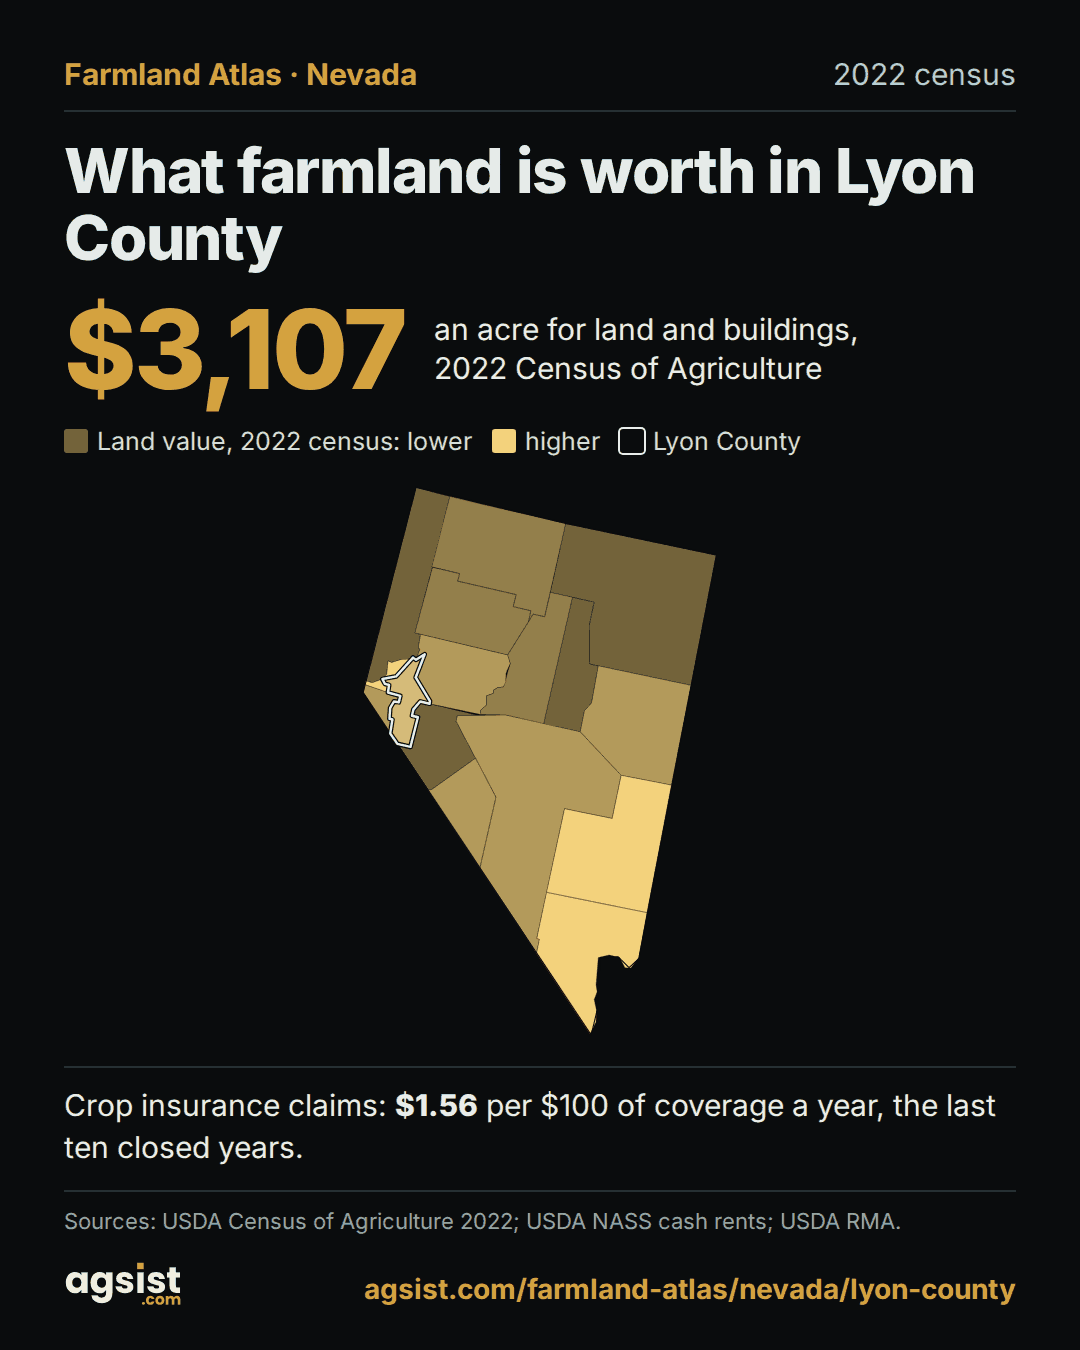 Farmland Atlas · Nevada
2022 census
What farmland is worth in Lyon
County
$3,107
an acre for land and buildings,
2022 Census of Agriculture
Land value, 2022 census: lower
higher
Lyon County
Crop insurance claims: $1.56 per $100 of coverage a year, the last
ten closed years.
Sources: USDA Census of Agriculture 2022; USDA NASS cash rents; USDA RMA.
agsist
.com
agsist.com/farmland-atlas/nevada/lyon-county